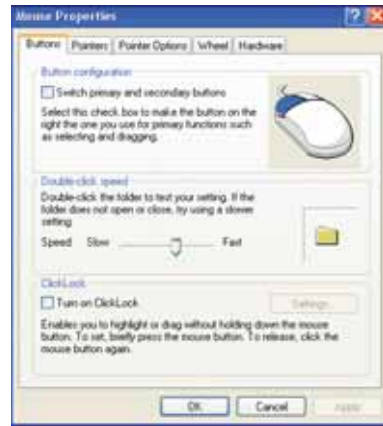 Mouse Properties
Buttons Pointers Pointer Options Wheel Hardware
Button configuration
Switch primary and secondary buttons
Select this check box to make the button on the
right the one you use for primary functions such
as selecting and dragging.
Double-click speed
Double-click the folder to test your setting. If the
folder does not open or close, try using a slower
setting.
Speed Slow Fast
ClickLock
Turn on ClickLock
Settings...
Enables you to highlight or drag without holding down the mouse
button. To set, briefly press the mouse button. To release, click the
mouse button again.
OK Cancel Apply